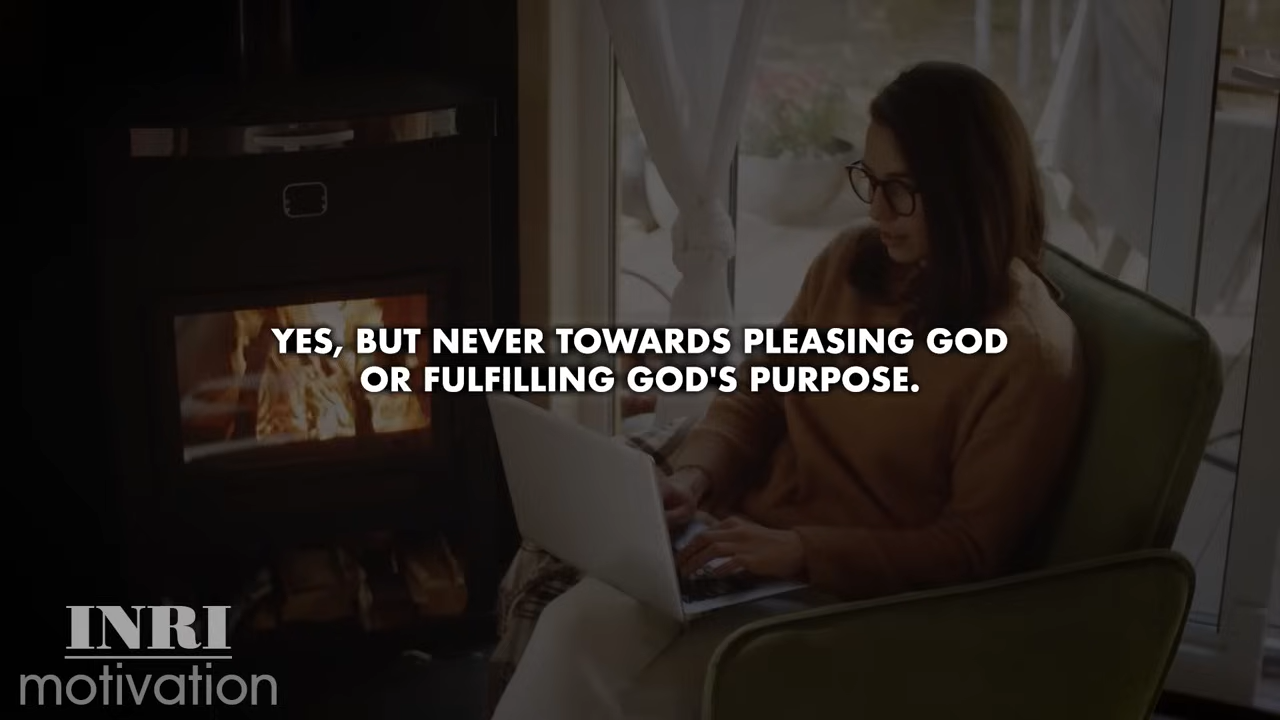 YES, BUT NEVER TOWARDS PLEASING GOD
OR FULFILLING GOD'S PURPOSE.
INRI
motivation